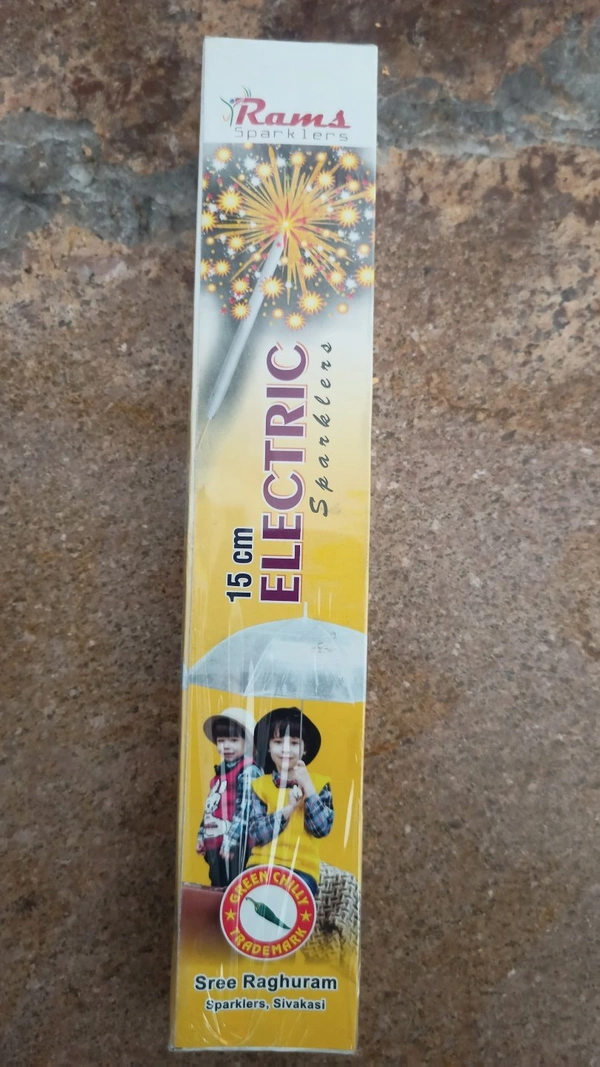 Rams
Sparklers
15 cm
ELECTRIC
Sparklers
GREEN CHILLY
TRADEMARK
Sree Raghuram
Sparklers, Sivakasi